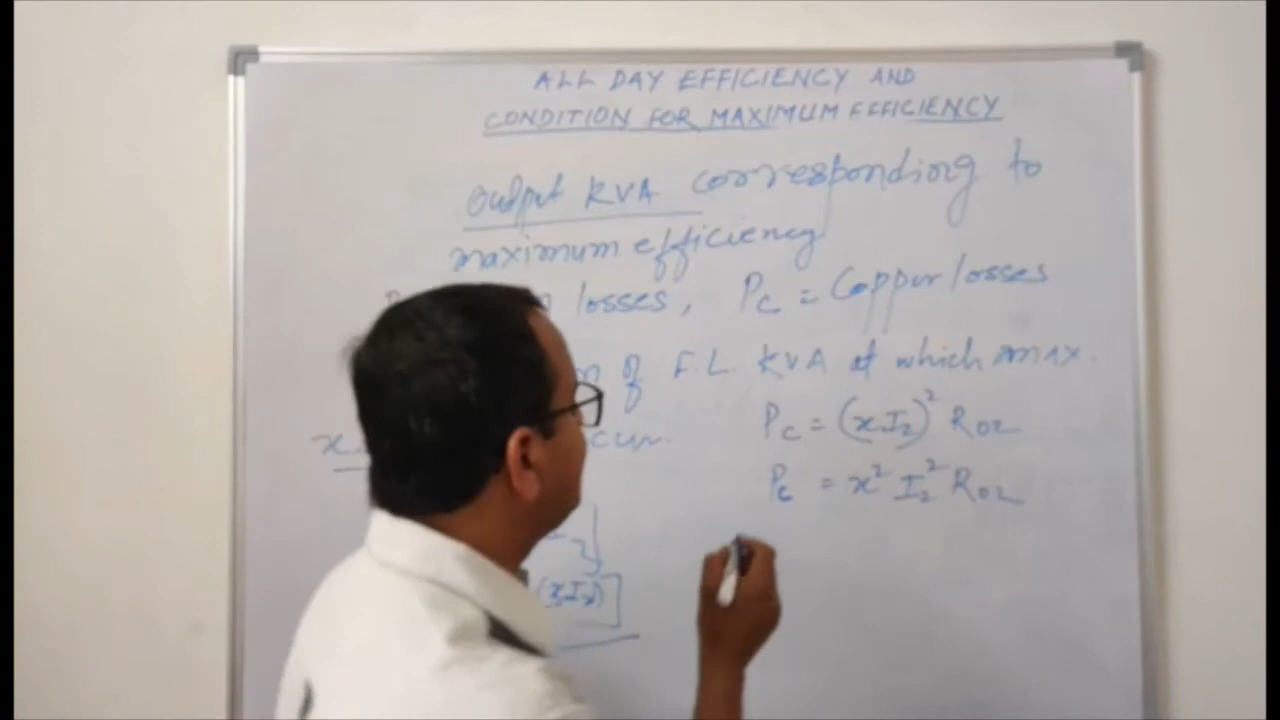 ALL DAY EFFICIENCY AND
CONDITION FOR MAXIMUM EFFICIENCY
Output KVA corresponding to
maximum efficiency
losses, Pc = Copper losses
of F.L. KVA at which max.
Pc = (xI₂)² R₀₂
Pc = x² I₂² R₀₂
(xI₂)